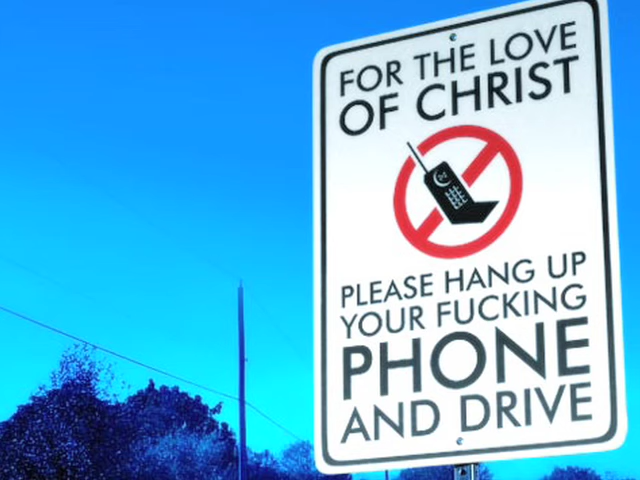 FOR THE LOVE
OF CHRIST
PLEASE HANG UP
YOUR FUCKING
PHONE
AND DRIVE